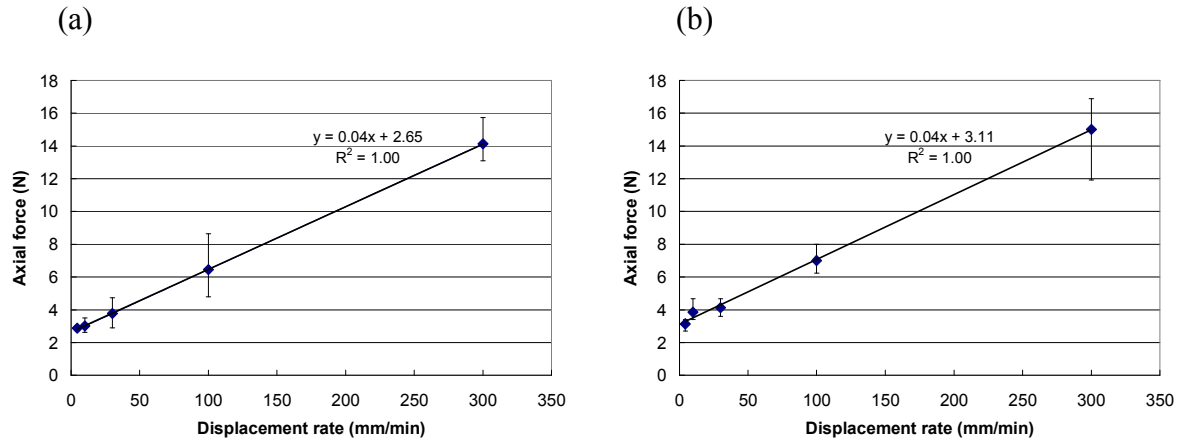 (a)
y = 0.04x + 2.65
R² = 1.00
Axial force (N)
18
16
14
12
10
8
6
4
2
0
0 50 100 150 200 250 300 350
Displacement rate (mm/min)
(b)
y = 0.04x + 3.11
R² = 1.00
Axial force (N)
18
16
14
12
10
8
6
4
2
0
0 50 100 150 200 250 300 350
Displacement rate (mm/min)